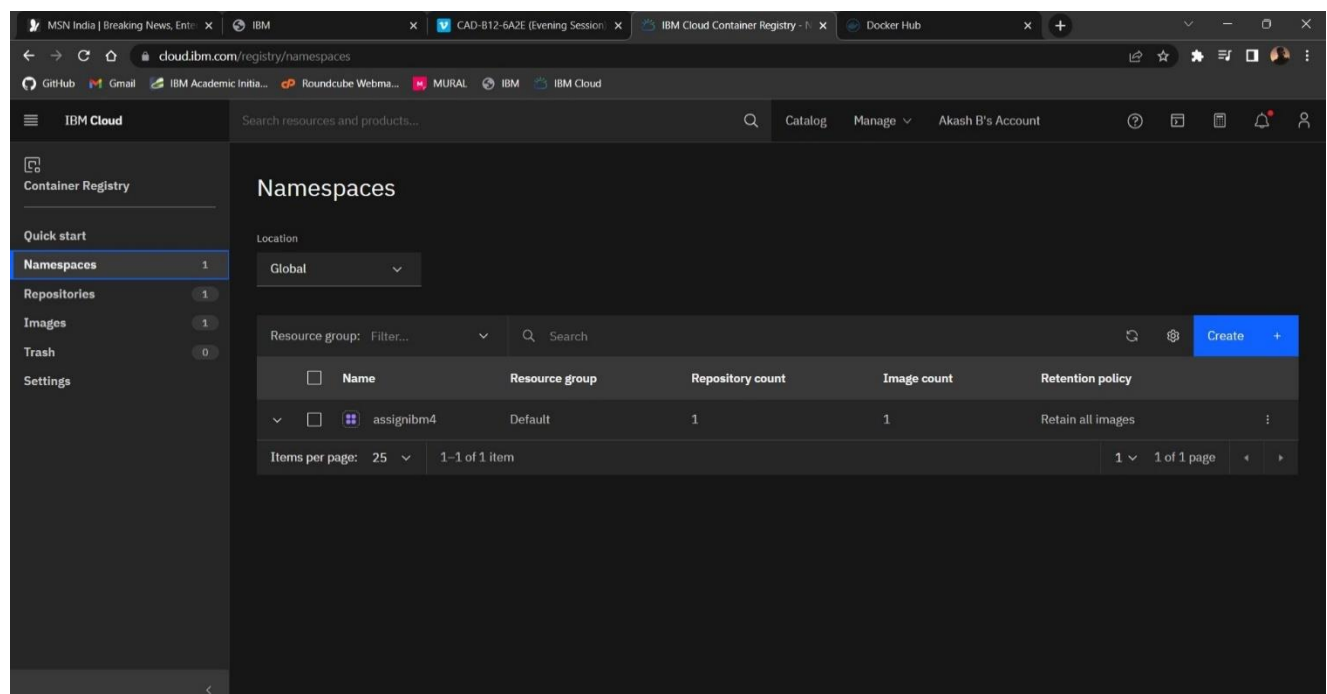 MSN India | Breaking News, Ente
IBM
CAD-B12-6A2E (Evening Session)
IBM Cloud Container Registry - N
Docker Hub
cloud.ibm.com/registry/namespaces
GitHub
Gmail
IBM Academic Initia...
Roundcube Webma...
MURAL
IBM
IBM Cloud
IBM Cloud
Search resources and products...
Catalog
Manage
Akash B's Account
Container Registry
Quick start
Namespaces 1
Repositories 1
Images 1
Trash 0
Settings
Namespaces
Location
Global
Resource group: Filter...
Search
Create +
Name Resource group Repository count Image count Retention policy
assignibm4 Default 1 1 Retain all images
Items per page: 25 1–1 of 1 item 1 1 of 1 page